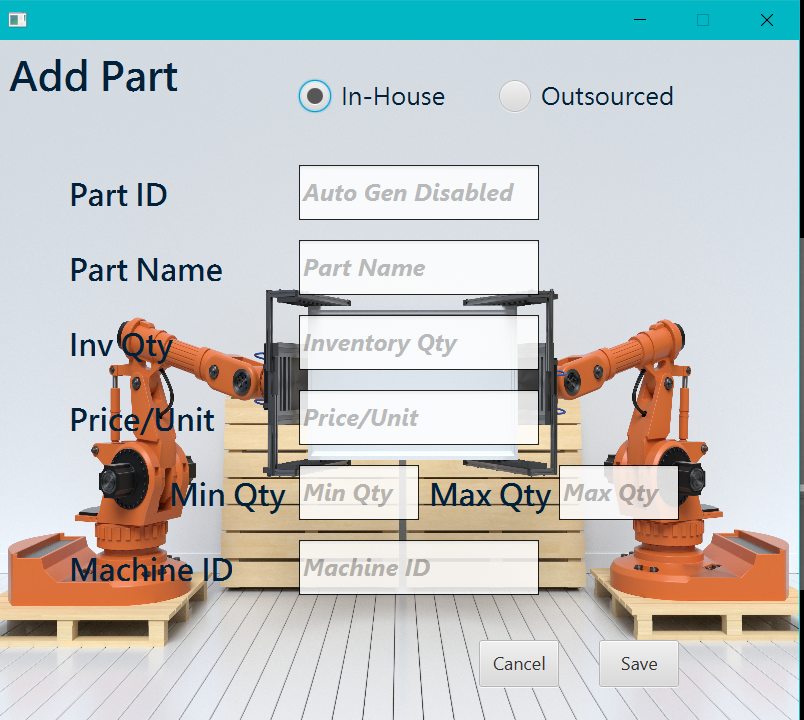 Add Part
In-House Outsourced
Part ID Auto Gen Disabled
Part Name Part Name
Inv Qty Inventory Qty
Price/Unit Price/Unit
Min Qty Min Qty Max Qty Max Qty
Machine ID Machine ID
Cancel Save